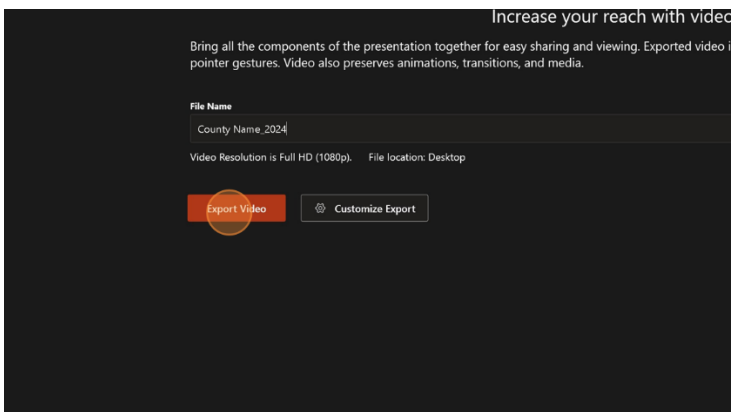 Increase your reach with video
Bring all the components of the presentation together for easy sharing and viewing. Exported video i
pointer gestures. Video also preserves animations, transitions, and media.
File Name
County Name_2024
Video Resolution is Full HD (1080p). File location: Desktop
Export Video Customize Export